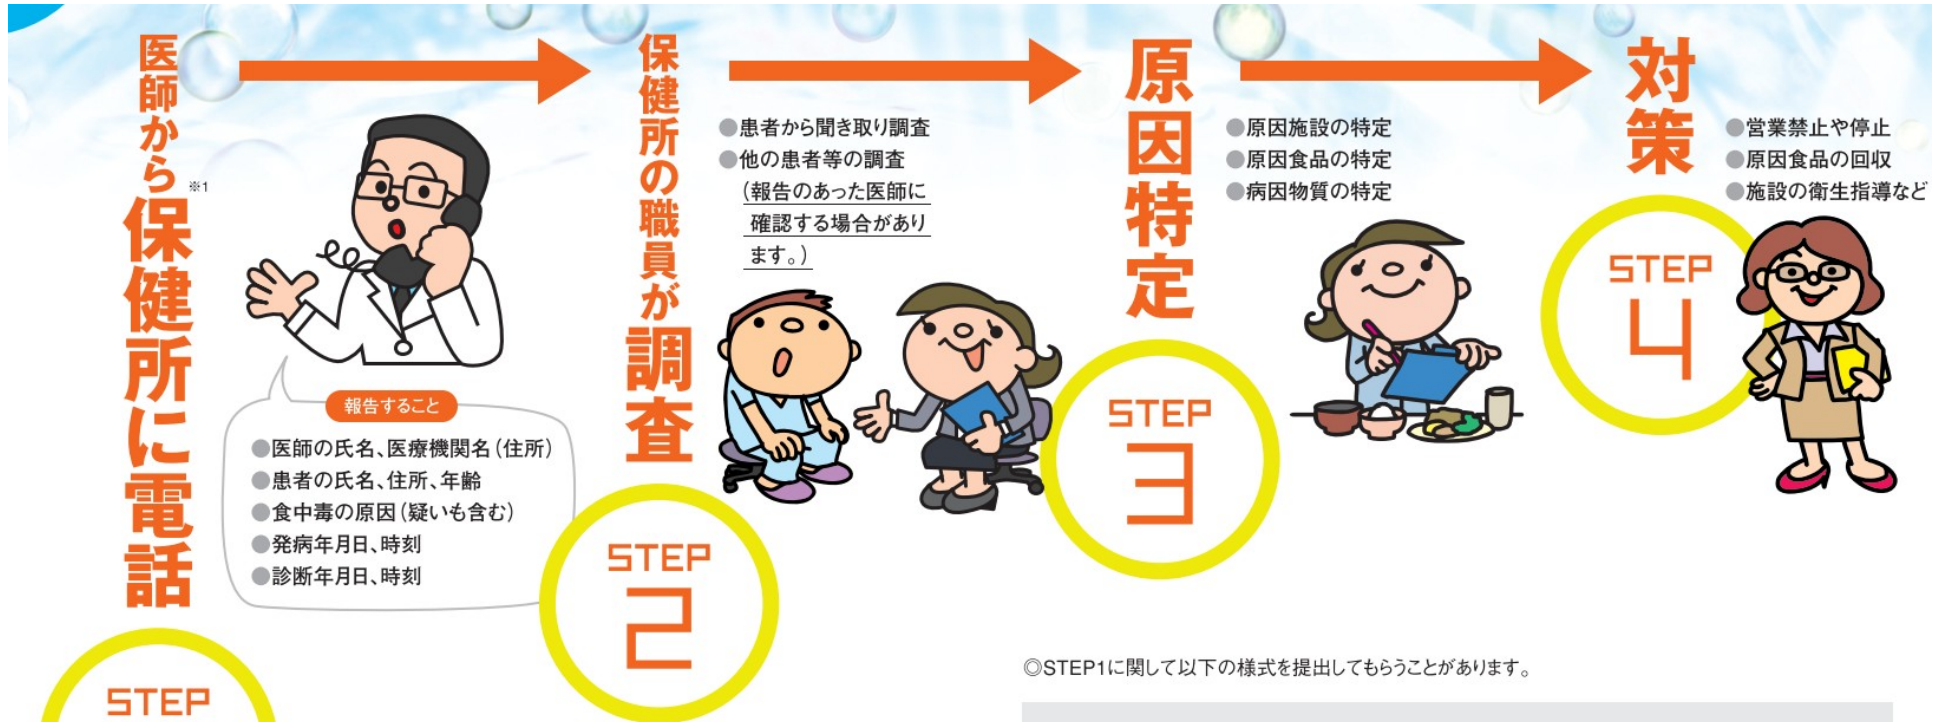 医師から保健所に電話
※1
報告すること
●医師の氏名、医療機関名（住所）
●患者の氏名、住所、年齢
●食中毒の原因（疑いも含む）
●発病年月日、時刻
●診断年月日、時刻
STEP
保健所の職員が調査
●患者から聞き取り調査
●他の患者等の調査
（報告のあった医師に
確認する場合があり
ます。）
STEP
2
原因特定
●原因施設の特定
●原因食品の特定
●病因物質の特定
STEP
3
対策
●営業禁止や停止
●原因食品の回収
●施設の衛生指導など
STEP
4
◎STEP1に関して以下の様式を提出してもらうことがあります。